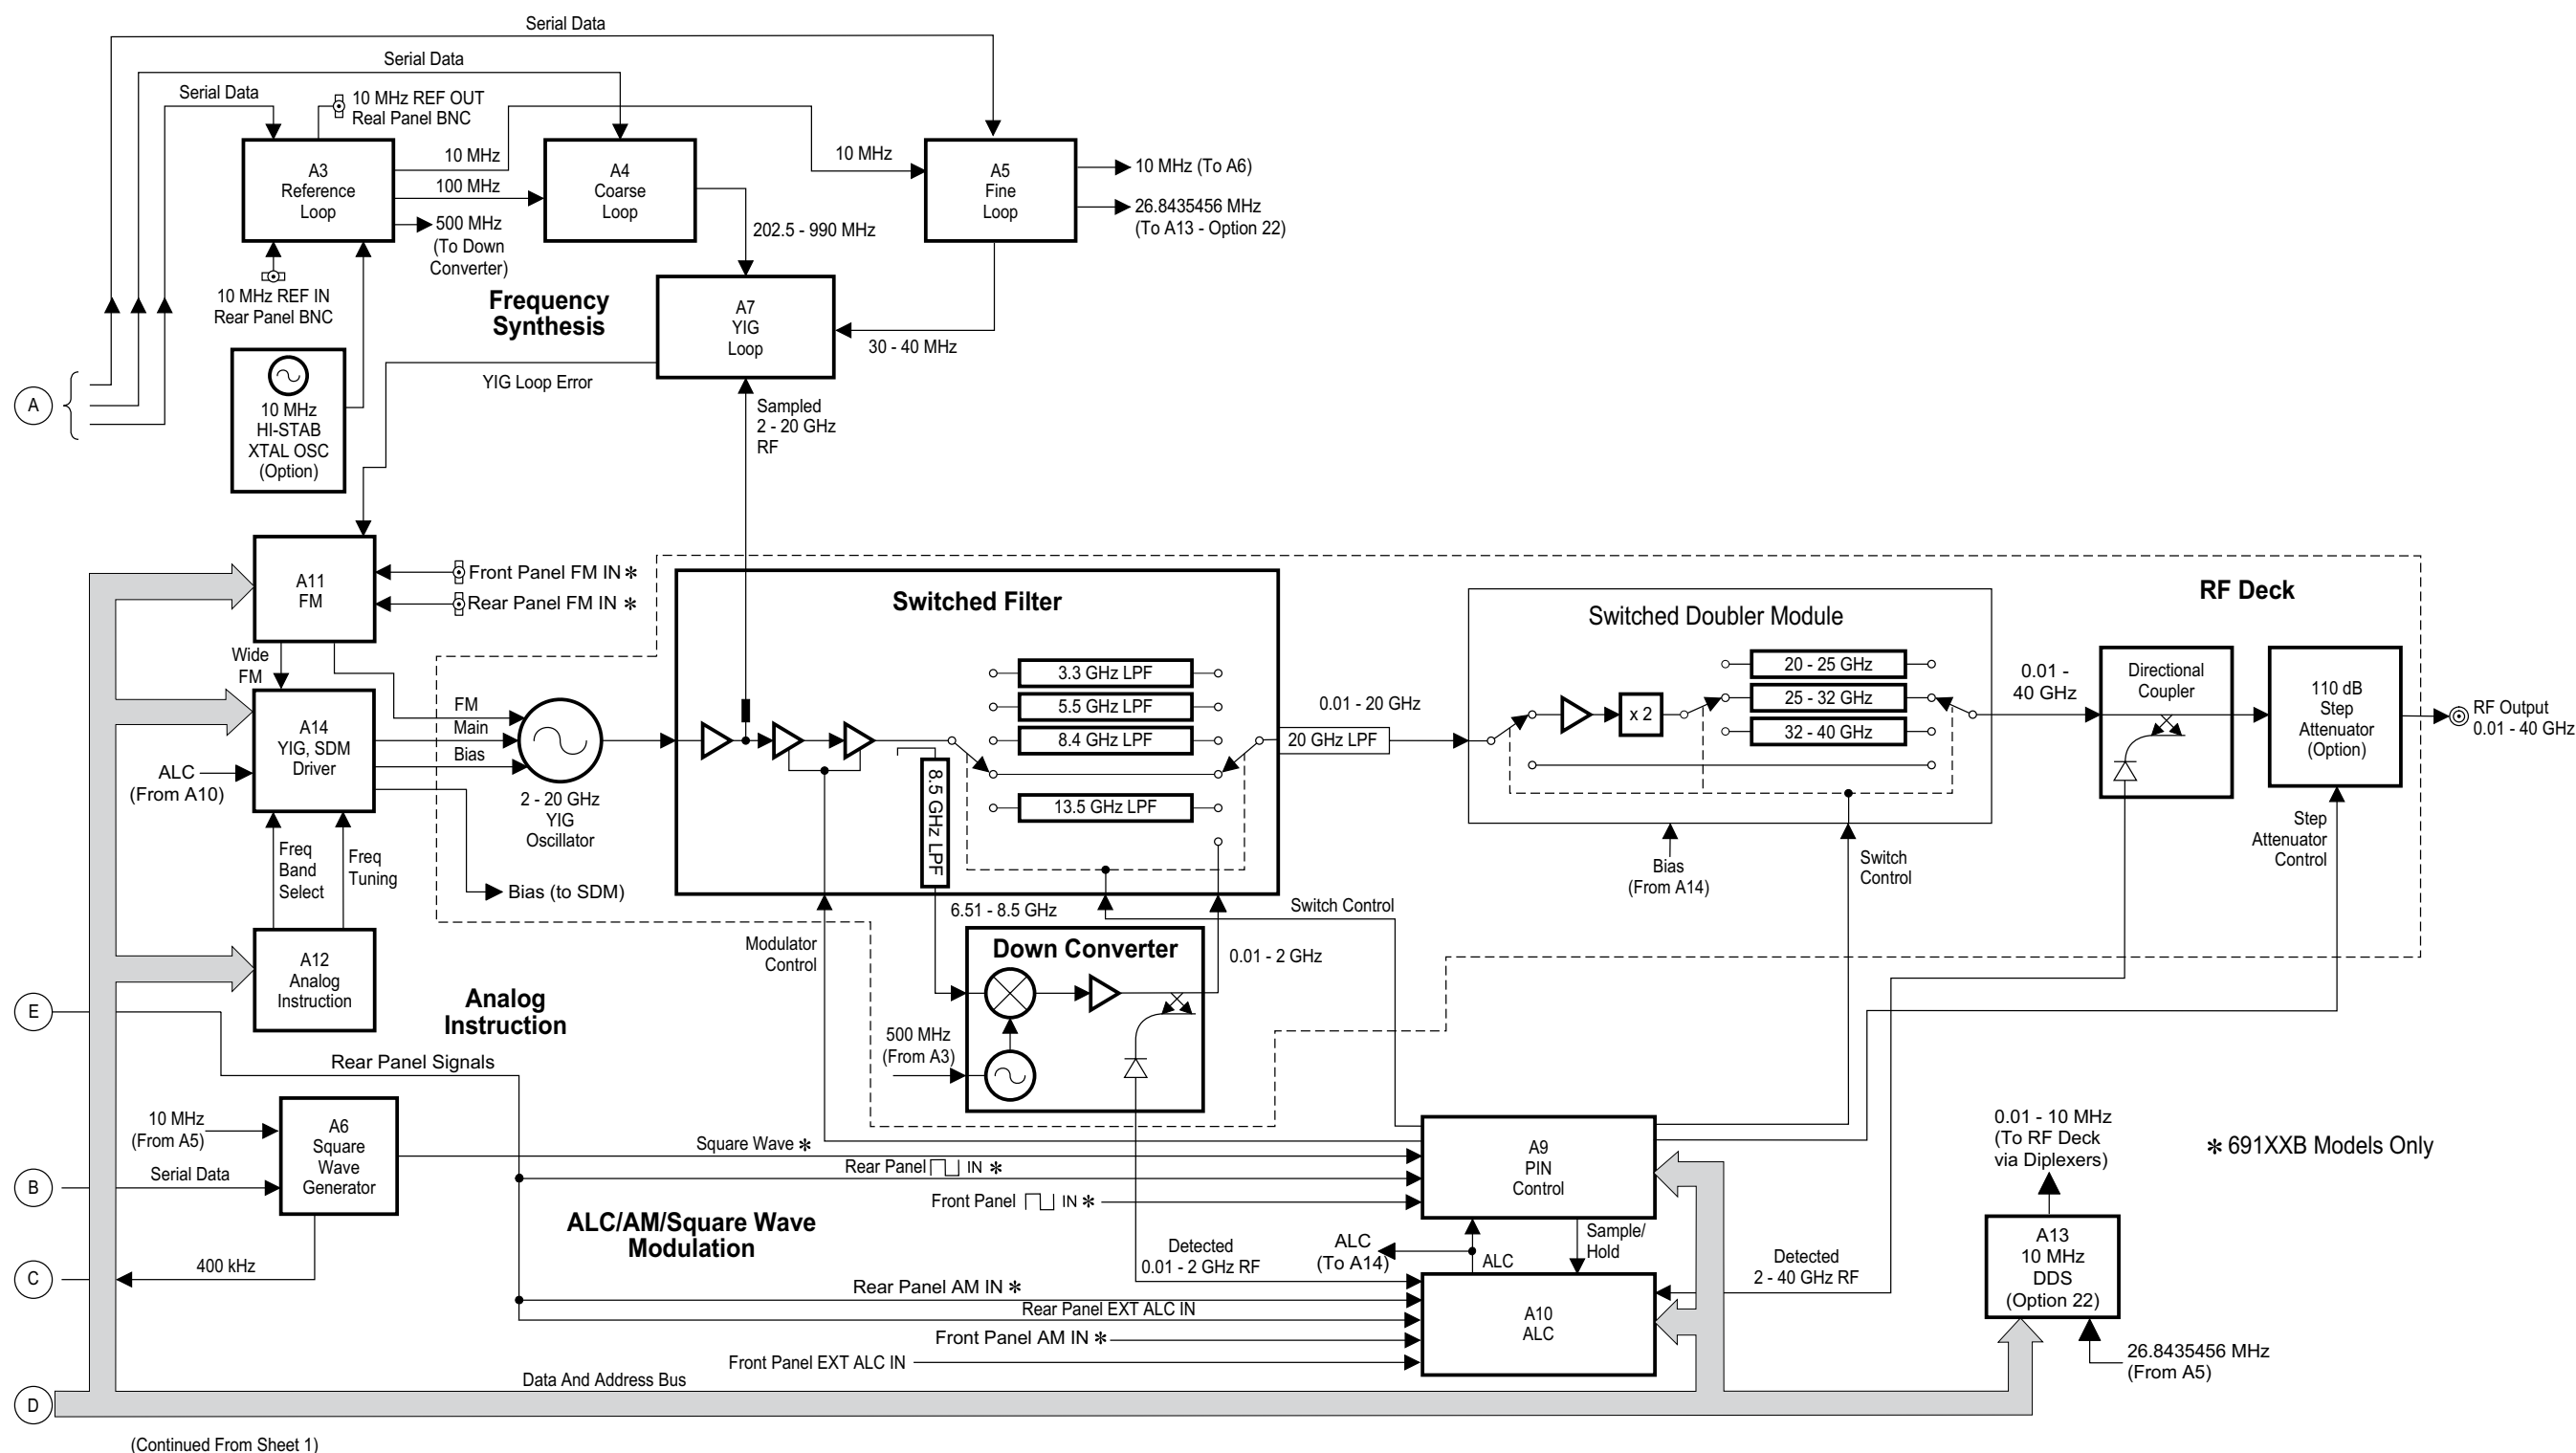 Serial Data
Serial Data
Serial Data
10 MHz REF OUT
Real Panel BNC
A3
Reference
Loop
10 MHz
100 MHz
500 MHz
(To Down
Converter)
10 MHz REF IN
Rear Panel BNC
A4
Coarse
Loop
10 MHz
A5
Fine
Loop
10 MHz (To A6)
26.8435456 MHz
(To A13 - Option 22)
202.5 - 990 MHz
Frequency
Synthesis
A7
YIG
Loop
30 - 40 MHz
YIG Loop Error
A
10 MHz
HI-STAB
XTAL OSC
(Option)
Sampled
2 - 20 GHz
RF
A11
FM
Front Panel FM IN *
Rear Panel FM IN *
Wide
FM
A14
YIG, SDM
Driver
ALC
(From A10)
FM
Main
Bias
2 - 20 GHz
YIG
Oscillator
Freq
Band
Select
Freq
Tuning
Bias (to SDM)
A12
Analog
Instruction
Analog
Instruction
Switched Filter
3.3 GHz LPF
5.5 GHz LPF
8.4 GHz LPF
13.5 GHz LPF
8.5 GHz LPF
20 GHz LPF
0.01 - 20 GHz
Switched Doubler Module
x 2
20 - 25 GHz
25 - 32 GHz
32 - 40 GHz
Bias
(From A14)
Switch
Control
RF Deck
0.01 -
40 GHz
Directional
Coupler
110 dB
Step
Attenuator
(Option)
RF Output
0.01 - 40 GHz
Step
Attenuator
Control
6.51 - 8.5 GHz
Switch Control
Modulator
Control
Down Converter
0.01 - 2 GHz
500 MHz
(From A3)
E
Rear Panel Signals
10 MHz
(From A5)
A6
Square
Wave
Generator
B
Serial Data
C
400 kHz
Square Wave *
Rear Panel IN *
Front Panel IN *
ALC/AM/Square Wave
Modulation
A9
PIN
Control
Sample/
Hold
ALC
(To A14)
ALC
Detected
0.01 - 2 GHz RF
Detected
2 - 40 GHz RF
Rear Panel AM IN *
Rear Panel EXT ALC IN
Front Panel AM IN *
Front Panel EXT ALC IN
A10
ALC
0.01 - 10 MHz
(To RF Deck
via Diplexers)
* 691XXB Models Only
A13
10 MHz
DDS
(Option 22)
26.8435456 MHz
(From A5)
Data And Address Bus
D
(Continued From Sheet 1)